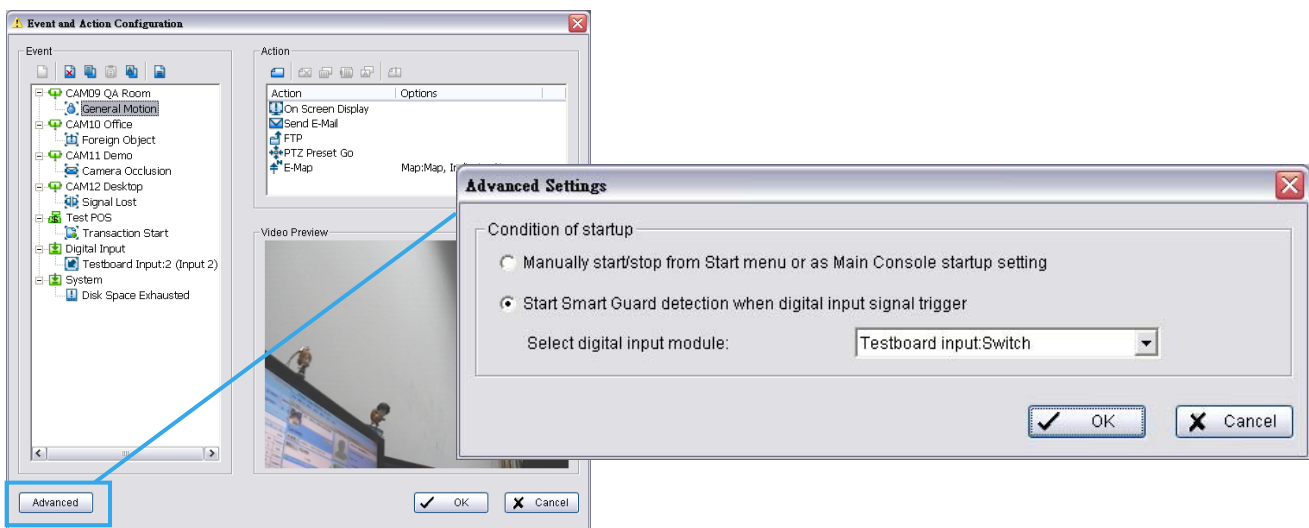 Event and Action Configuration
Event
CAM09 QA Room
General Motion
CAM10 Office
Foreign Object
CAM11 Demo
Camera Occlusion
CAM12 Desktop
Signal Lost
Test POS
Transaction Start
Digital Input
Testboard Input:2 (Input 2)
System
Disk Space Exhausted
Action
Action Options
On Screen Display
Send E-Mail
FTP
PTZ Preset Go
E-Map Map:Map,
Video Preview
Advanced
OK
Cancel
Advanced Settings
Condition of startup
Manually start/stop from Start menu or as Main Console startup setting
Start Smart Guard detection when digital input signal trigger
Select digital input module: Testboard input:Switch
OK
Cancel